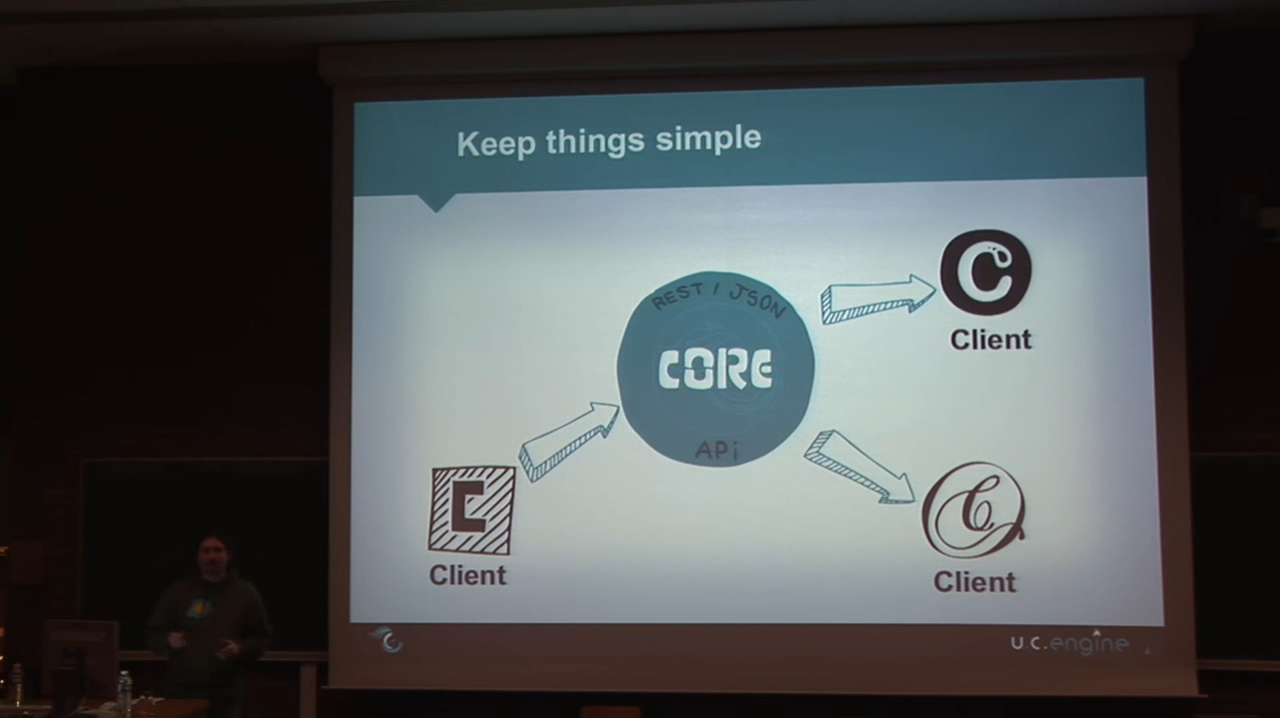 Keep things simple
REST / JSON
CORE
APi
C
Client
C
Client
C
Client
u.c.engine